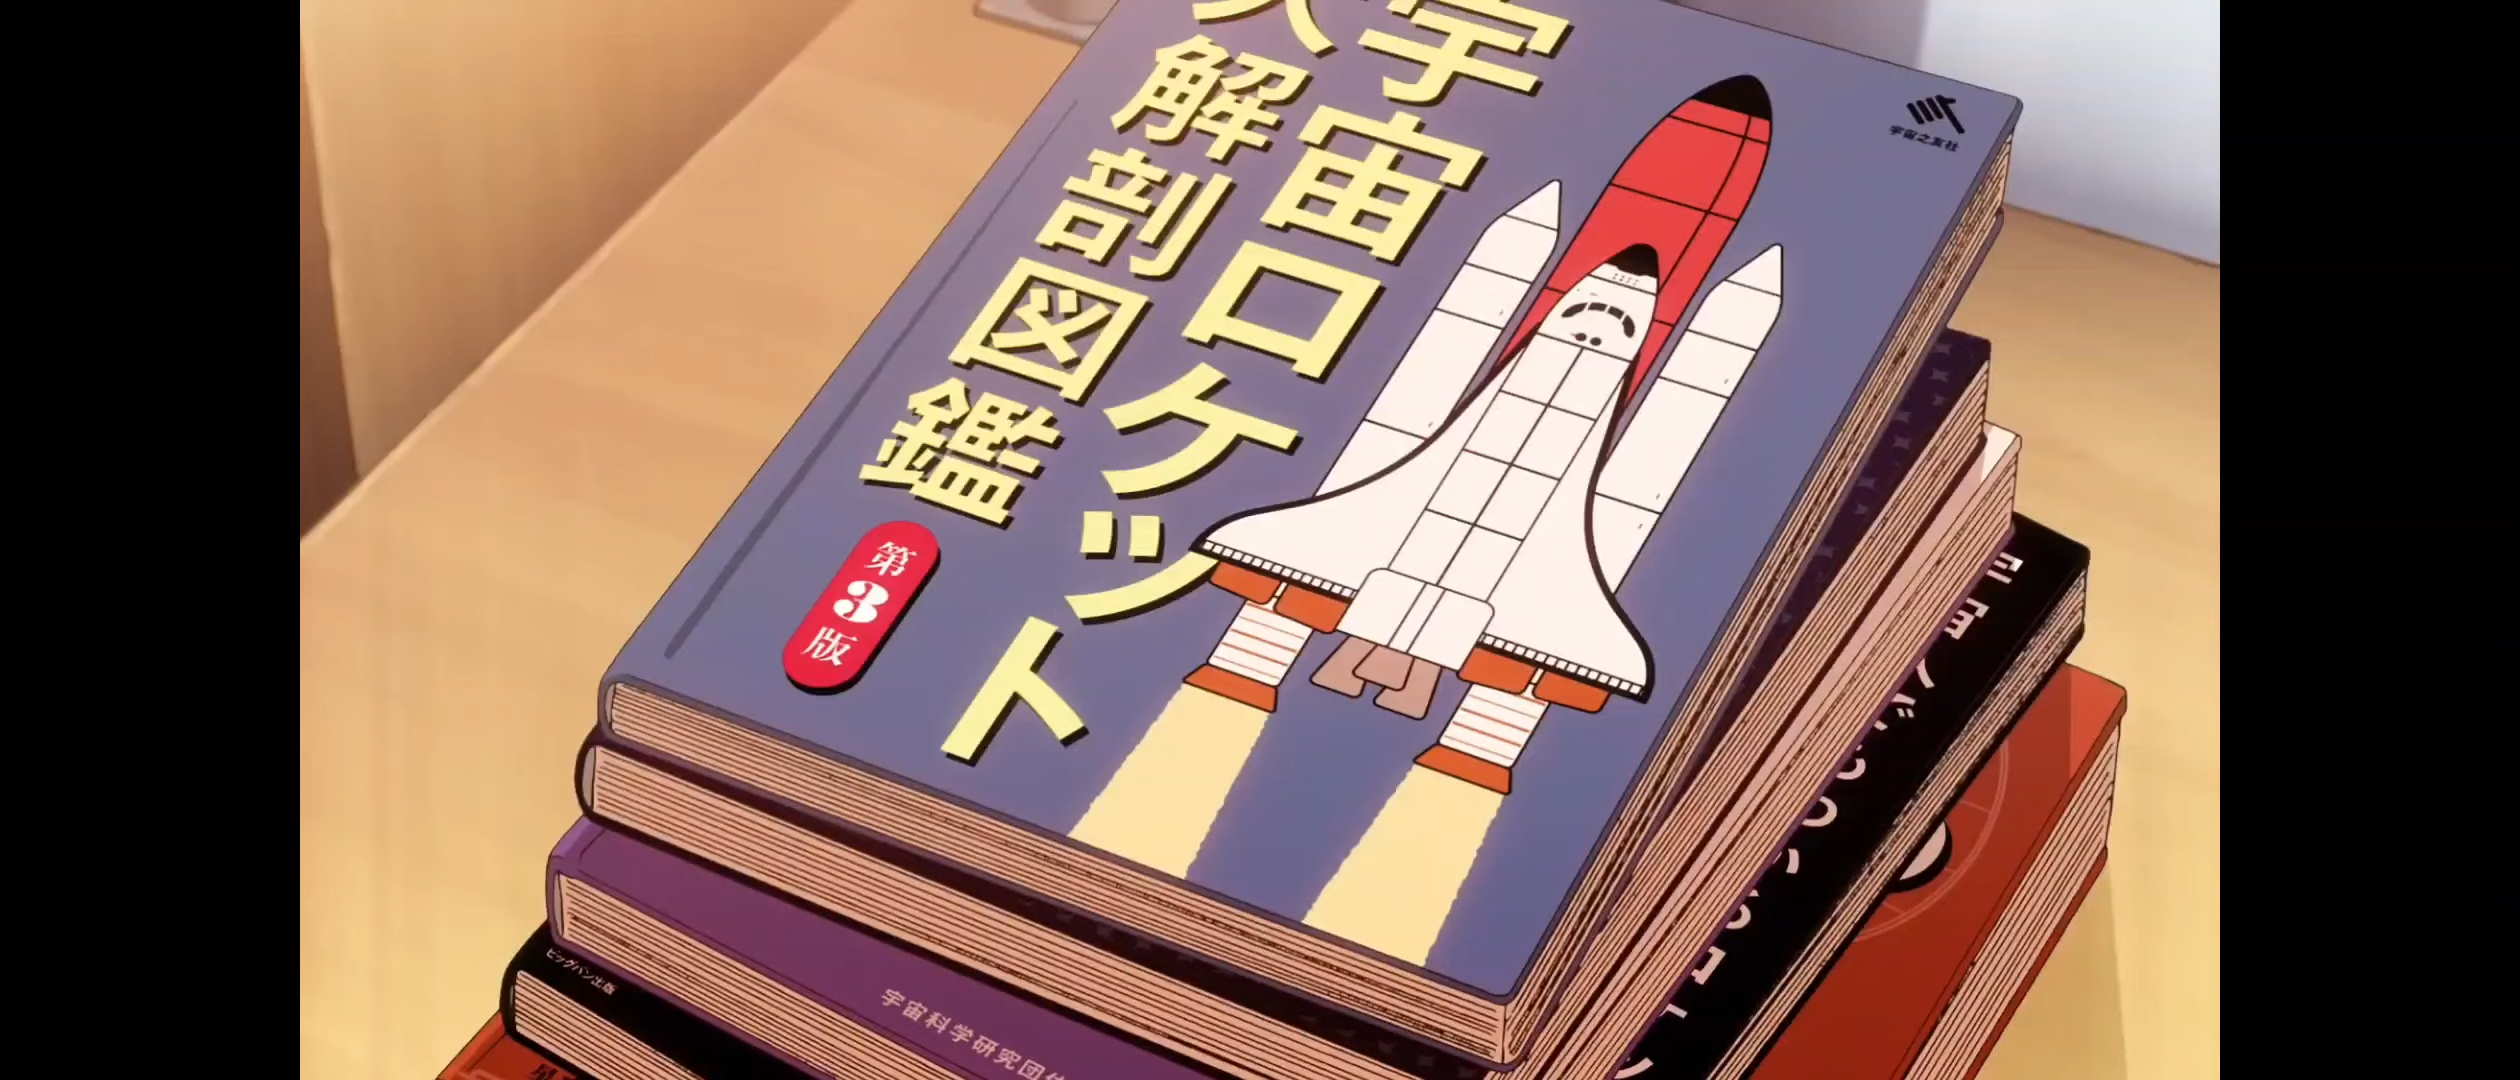 宇宙ロケット
大解剖図鑑
第3版
宇宙之友社
宇宙科学研究団体
ビッグバン出版